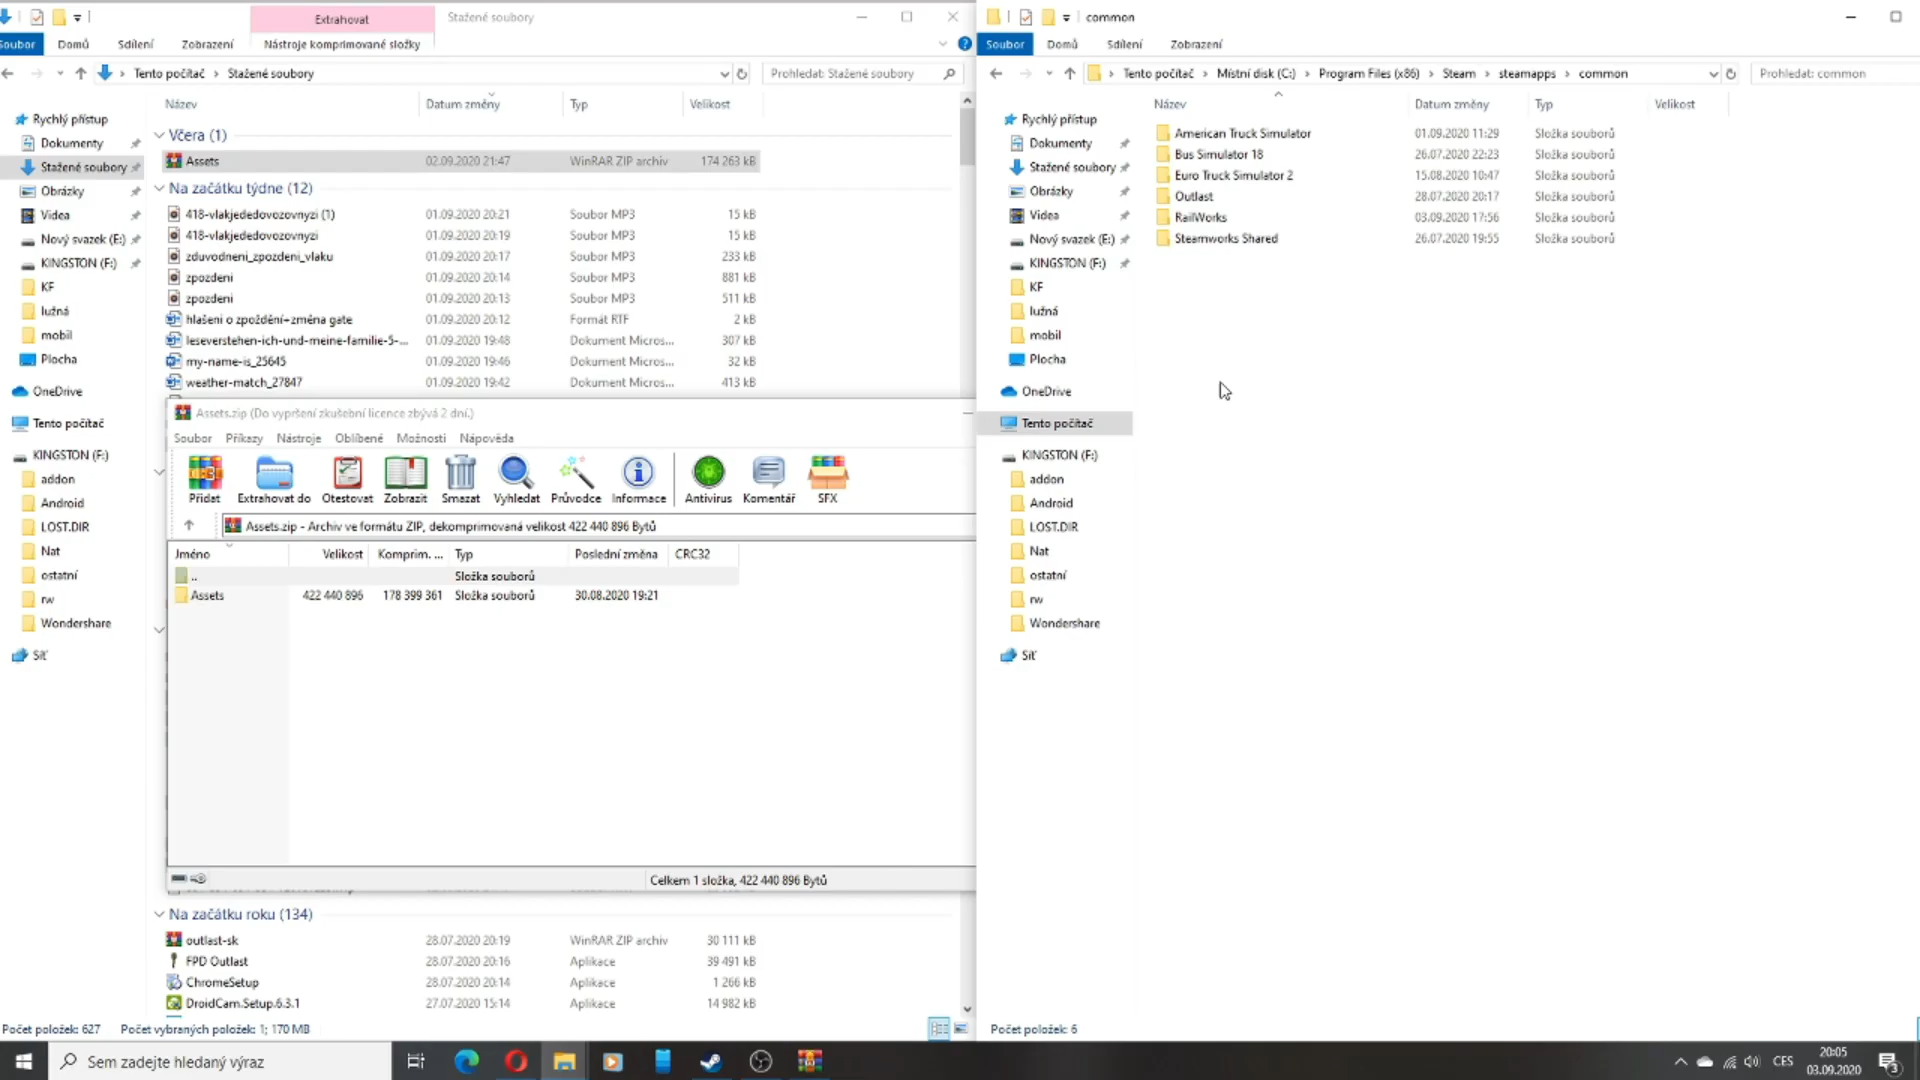 Extrahovat
Stažené soubory
Soubor
Domů
Sdílení
Zobrazení
Nástroje komprimované složky
Tento počítač
Stažené soubory
Prohledat: Stažené soubory
Název
Datum změny
Typ
Velikost
Rychlý přístup
Dokumenty
Stažené soubory
Obrázky
Videa
Nový svazek (E:)
KINGSTON (F:)
KF
lužná
mobil
Plocha
OneDrive
Tento počítač
KINGSTON (F:)
addon
Android
LOST.DIR
Nat
ostatní
rw
Wondershare
Síť
Včera (1)
Assets 02.09.2020 21:47 WinRAR ZIP archiv 174 263 kB
Na začátku týdne (12)
418-vlakjededovozovnyzi (1) 01.09.2020 20:21 Soubor MP3 15 kB
418-vlakjededovozovnyzi 01.09.2020 20:19 Soubor MP3 15 kB
zduvodneni_zpozdeni_vlaku 01.09.2020 20:17 Soubor MP3 233 kB
zpozdeni 01.09.2020 20:14 Soubor MP3 881 kB
zpozdeni 01.09.2020 20:13 Soubor MP3 511 kB
hlašeni o zpoždění+změna gate 01.09.2020 20:12 Formát RTF 2 kB
leseverstehen-ich-und-meine-familie-5-... 01.09.2020 19:48 Dokument Micros... 307 kB
my-name-is_25645 01.09.2020 19:46 Dokument Micros... 32 kB
weather-match_27847 01.09.2020 19:42 Dokument Micros... 413 kB
Assets.zip (Do vypršení zkušební licence zbývá 2 dní.)
Soubor Příkazy Nástroje Oblíbené Možnosti Nápověda
Přidat Extrahovat do Otestovat Zobrazit Smazat Vyhledat Průvodce Informace Antivirus Komentář SFX
Assets.zip - Archiv ve formátu ZIP, dekomprimovaná velikost 422 440 896 Bytů
Jméno Velikost Komprim. ... Typ Poslední změna CRC32
.. Složka souborů
Assets 422 440 896 178 399 361 Složka souborů 30.08.2020 19:21
Celkem 1 složka, 422 440 896 Bytů
Na začátku roku (134)
outlast-sk 28.07.2020 20:19 WinRAR ZIP archiv 30 111 kB
FPD Outlast 28.07.2020 20:16 Aplikace 39 491 kB
ChromeSetup 28.07.2020 20:14 Aplikace 1 266 kB
DroidCam.Setup.6.3.1 27.07.2020 15:14 Aplikace 14 982 kB
Počet položek: 627 Počet vybraných položek: 1; 170 MB
common
Soubor
Domů
Sdílení
Zobrazení
Tento počítač Místní disk (C:) Program Files (x86) Steam steamapps common
Prohledat: common
Název
Datum změny
Typ
Velikost
Rychlý přístup
Dokumenty
Stažené soubory
Obrázky
Videa
Nový svazek (E:)
KINGSTON (F:)
KF
lužná
mobil
Plocha
OneDrive
Tento počítač
KINGSTON (F:)
addon
Android
LOST.DIR
Nat
ostatní
rw
Wondershare
Síť
American Truck Simulator 01.09.2020 11:29 Složka souborů
Bus Simulator 18 26.07.2020 22:23 Složka souborů
Euro Truck Simulator 2 15.08.2020 10:47 Složka souborů
Outlast 28.07.2020 20:17 Složka souborů
RailWorks 03.09.2020 17:56 Složka souborů
Steamworks Shared 26.07.2020 19:55 Složka souborů
Počet položek: 6
Sem zadejte hledaný výraz
CES
20:05
03.09.2020
3